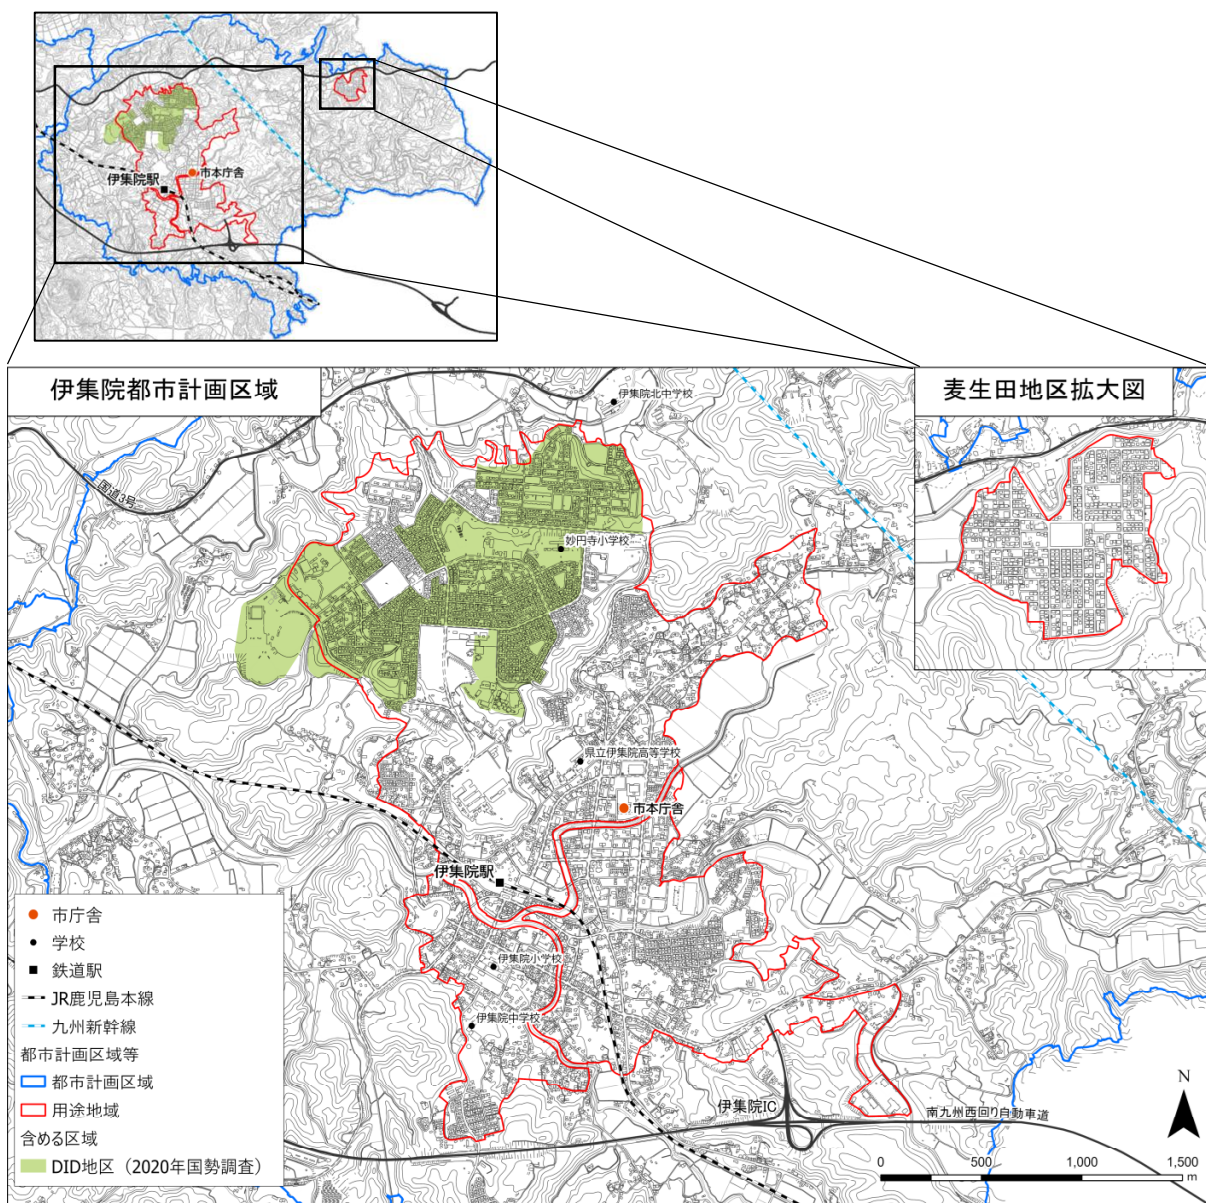 市本庁舎
伊集院駅
伊集院都市計画区域
麦生田地区拡大図
伊集院北中学校
国道3号
妙円寺小学校
県立伊集院高等学校
市本庁舎
伊集院駅
伊集院小学校
伊集院中学校
伊集院IC
南九州西回り自動車道
市庁舎
学校
鉄道駅
JR鹿児島本線
九州新幹線
都市計画区域等
都市計画区域
用途地域
含める区域
DID地区（2020年国勢調査）
N
0 500 1,000 1,500
m